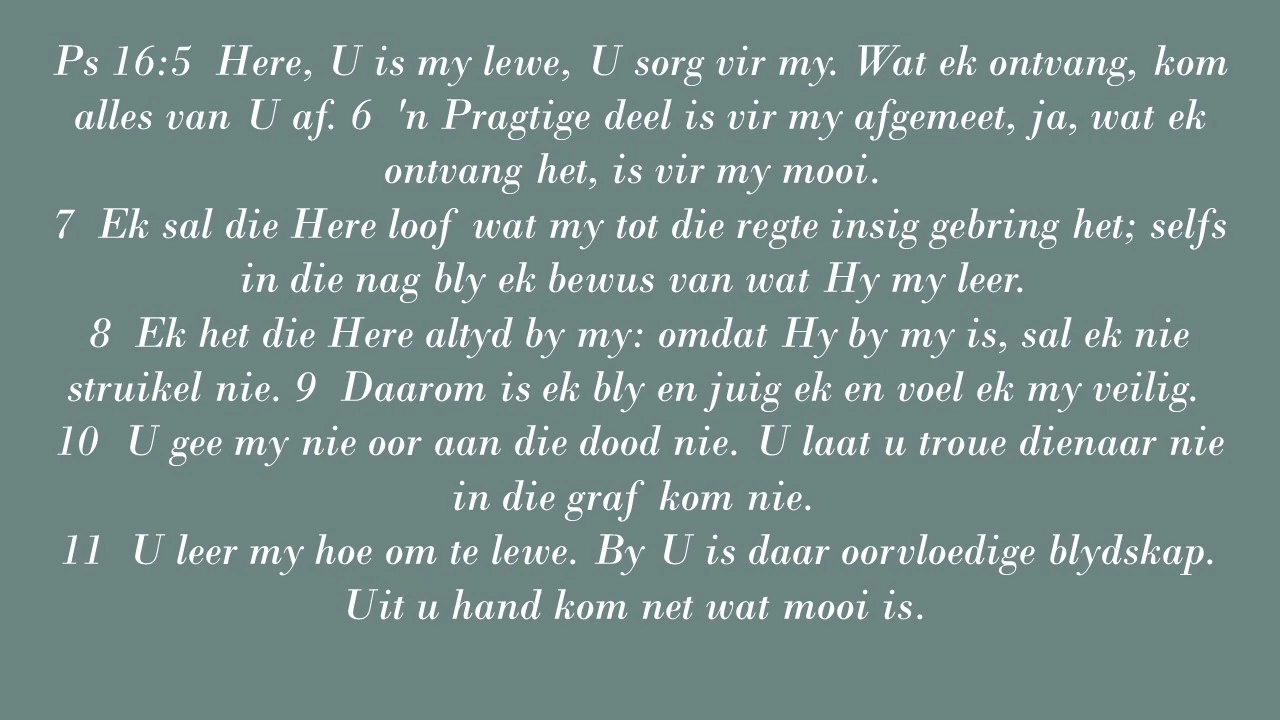 Ps 16:5 Here, U is my lewe, U sorg vir my. Wat ek ontvang, kom
alles van U af. 6 'n Pragtige deel is vir my afgemeet, ja, wat ek
ontvang het, is vir my mooi.
7 Ek sal die Here loof wat my tot die regte insig gebring het; selfs
in die nag bly ek bewus van wat Hy my leer.
8 Ek het die Here altyd by my: omdat Hy by my is, sal ek nie
struikel nie. 9 Daarom is ek bly en juig ek en voel ek my veilig.
10 U gee my nie oor aan die dood nie. U laat u troue dienaar nie
in die graf kom nie.
11 U leer my hoe om te lewe. By U is daar oorvloedige blydskap.
Uit u hand kom net wat mooi is.